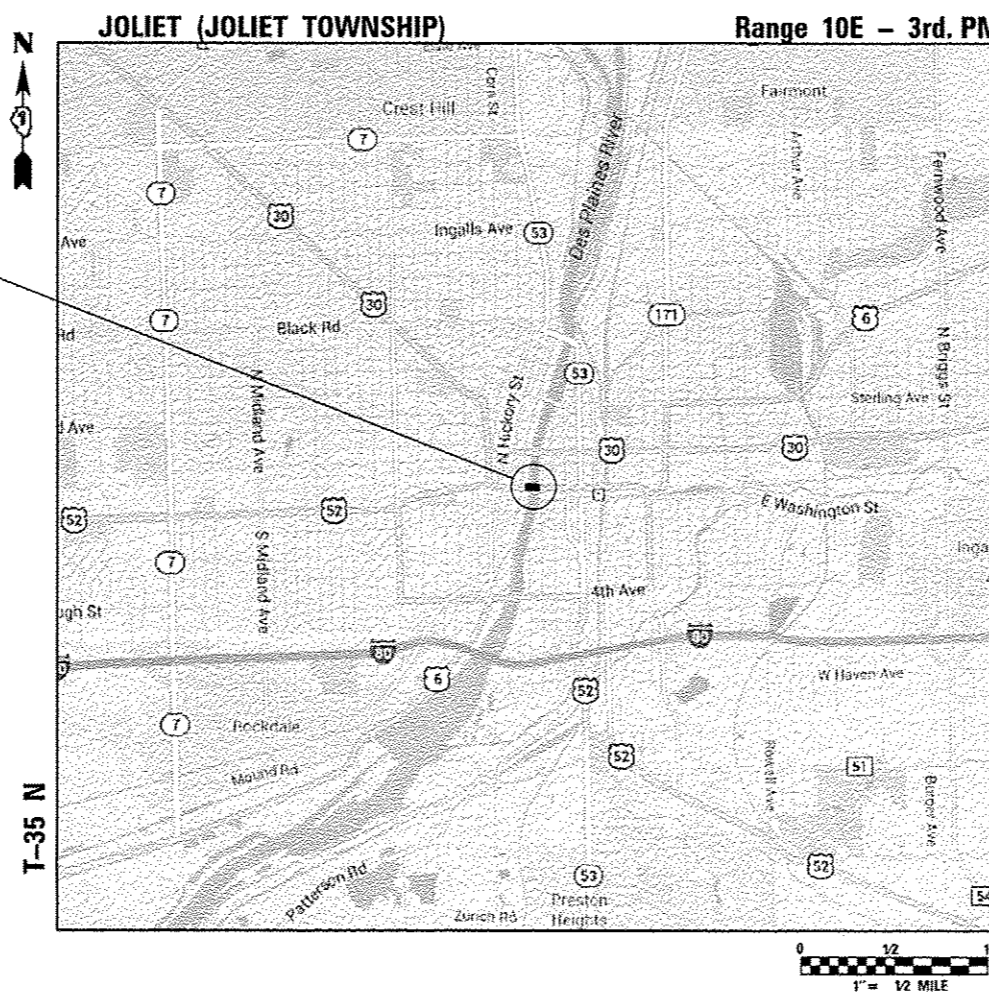 JOLIET (JOLIET TOWNSHIP)
Range 10E – 3rd. PM
N
Fairmont
Crest Hill
Arthur Ave
7
Fernwood Ave
7
30
Des Plaines River
Ingalls Ave
53
Ave
30
171
6
7
Black Rd
Rd
N Briggs St
53
N Midland Ave
N Hickory St
Sterling Ave
d Ave
30
30
52
52
E Washington St
S Midland Ave
7
Inga
4th Ave
ugh St
80
80
6
52
W Haven Ave
7
Rockdale
52
Mound Rd
Rowell Ave
51
T-35 N
52
Patterson Rd
53
Preston
Heights
54
Zurich Rd
0 1/2 1
1" = 1/2 MILE